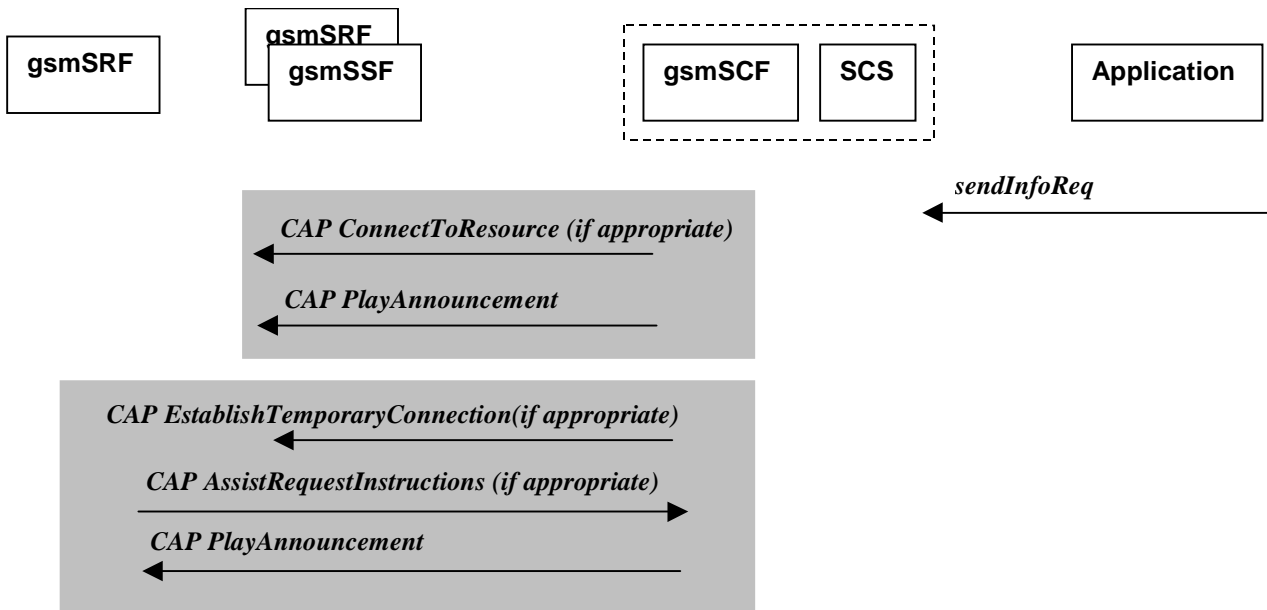 gsmSRF
gsmSRF
gsmSSF
gsmSCF
SCS
Application
sendInfoReq
CAP ConnectToResource (if appropriate)
CAP PlayAnnouncement
CAP EstablishTemporaryConnection(if appropriate)
CAP AssistRequestInstructions (if appropriate)
CAP PlayAnnouncement